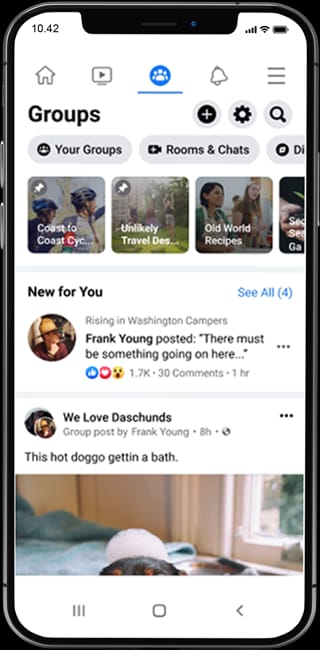 10.42
Groups
Your Groups
Rooms & Chats
Di
Coast to
Coast Cyc...
Unlikely
Travel Des...
Old World
Recipes
Sec
Se
Ga
New for You
See All (4)
Rising in Washington Campers
Frank Young posted: “There must
be something going on here...”
1.7K • 30 Comments • 1 hr
We Love Daschunds
Group post by Frank Young • 8h •
This hot doggo gettin a bath.